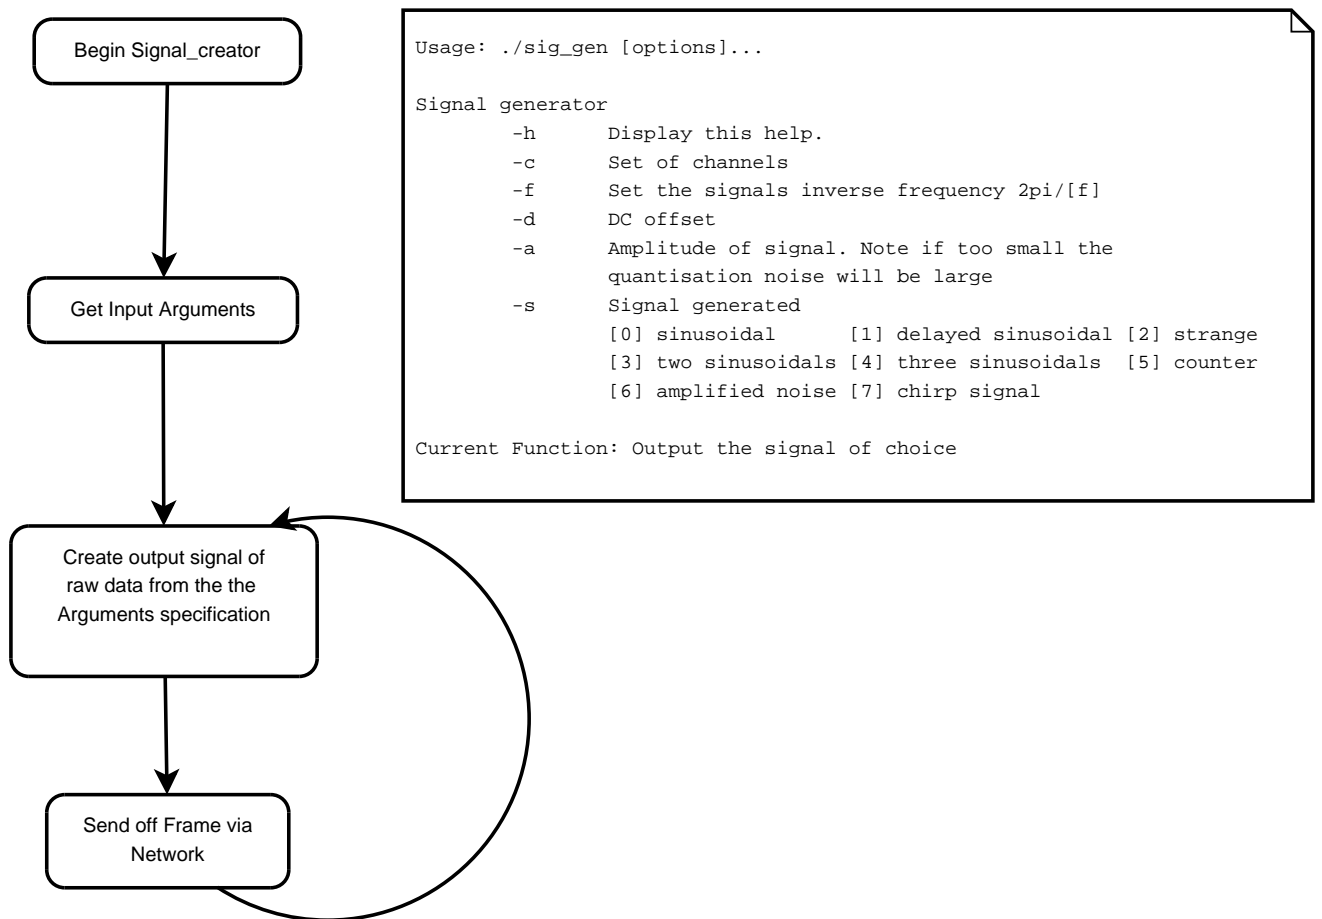 Begin Signal_creator
Get Input Arguments
Create output signal of
raw data from the the
Arguments specification
Send off Frame via
Network
Usage: ./sig_gen [options]...
Signal generator
-h Display this help.
-c Set of channels
-f Set the signals inverse frequency 2pi/[f]
-d DC offset
-a Amplitude of signal. Note if too small the
quantisation noise will be large
-s Signal generated
[0] sinusoidal [1] delayed sinusoidal [2] strange
[3] two sinusoidals [4] three sinusoidals [5] counter
[6] amplified noise [7] chirp signal
Current Function: Output the signal of choice